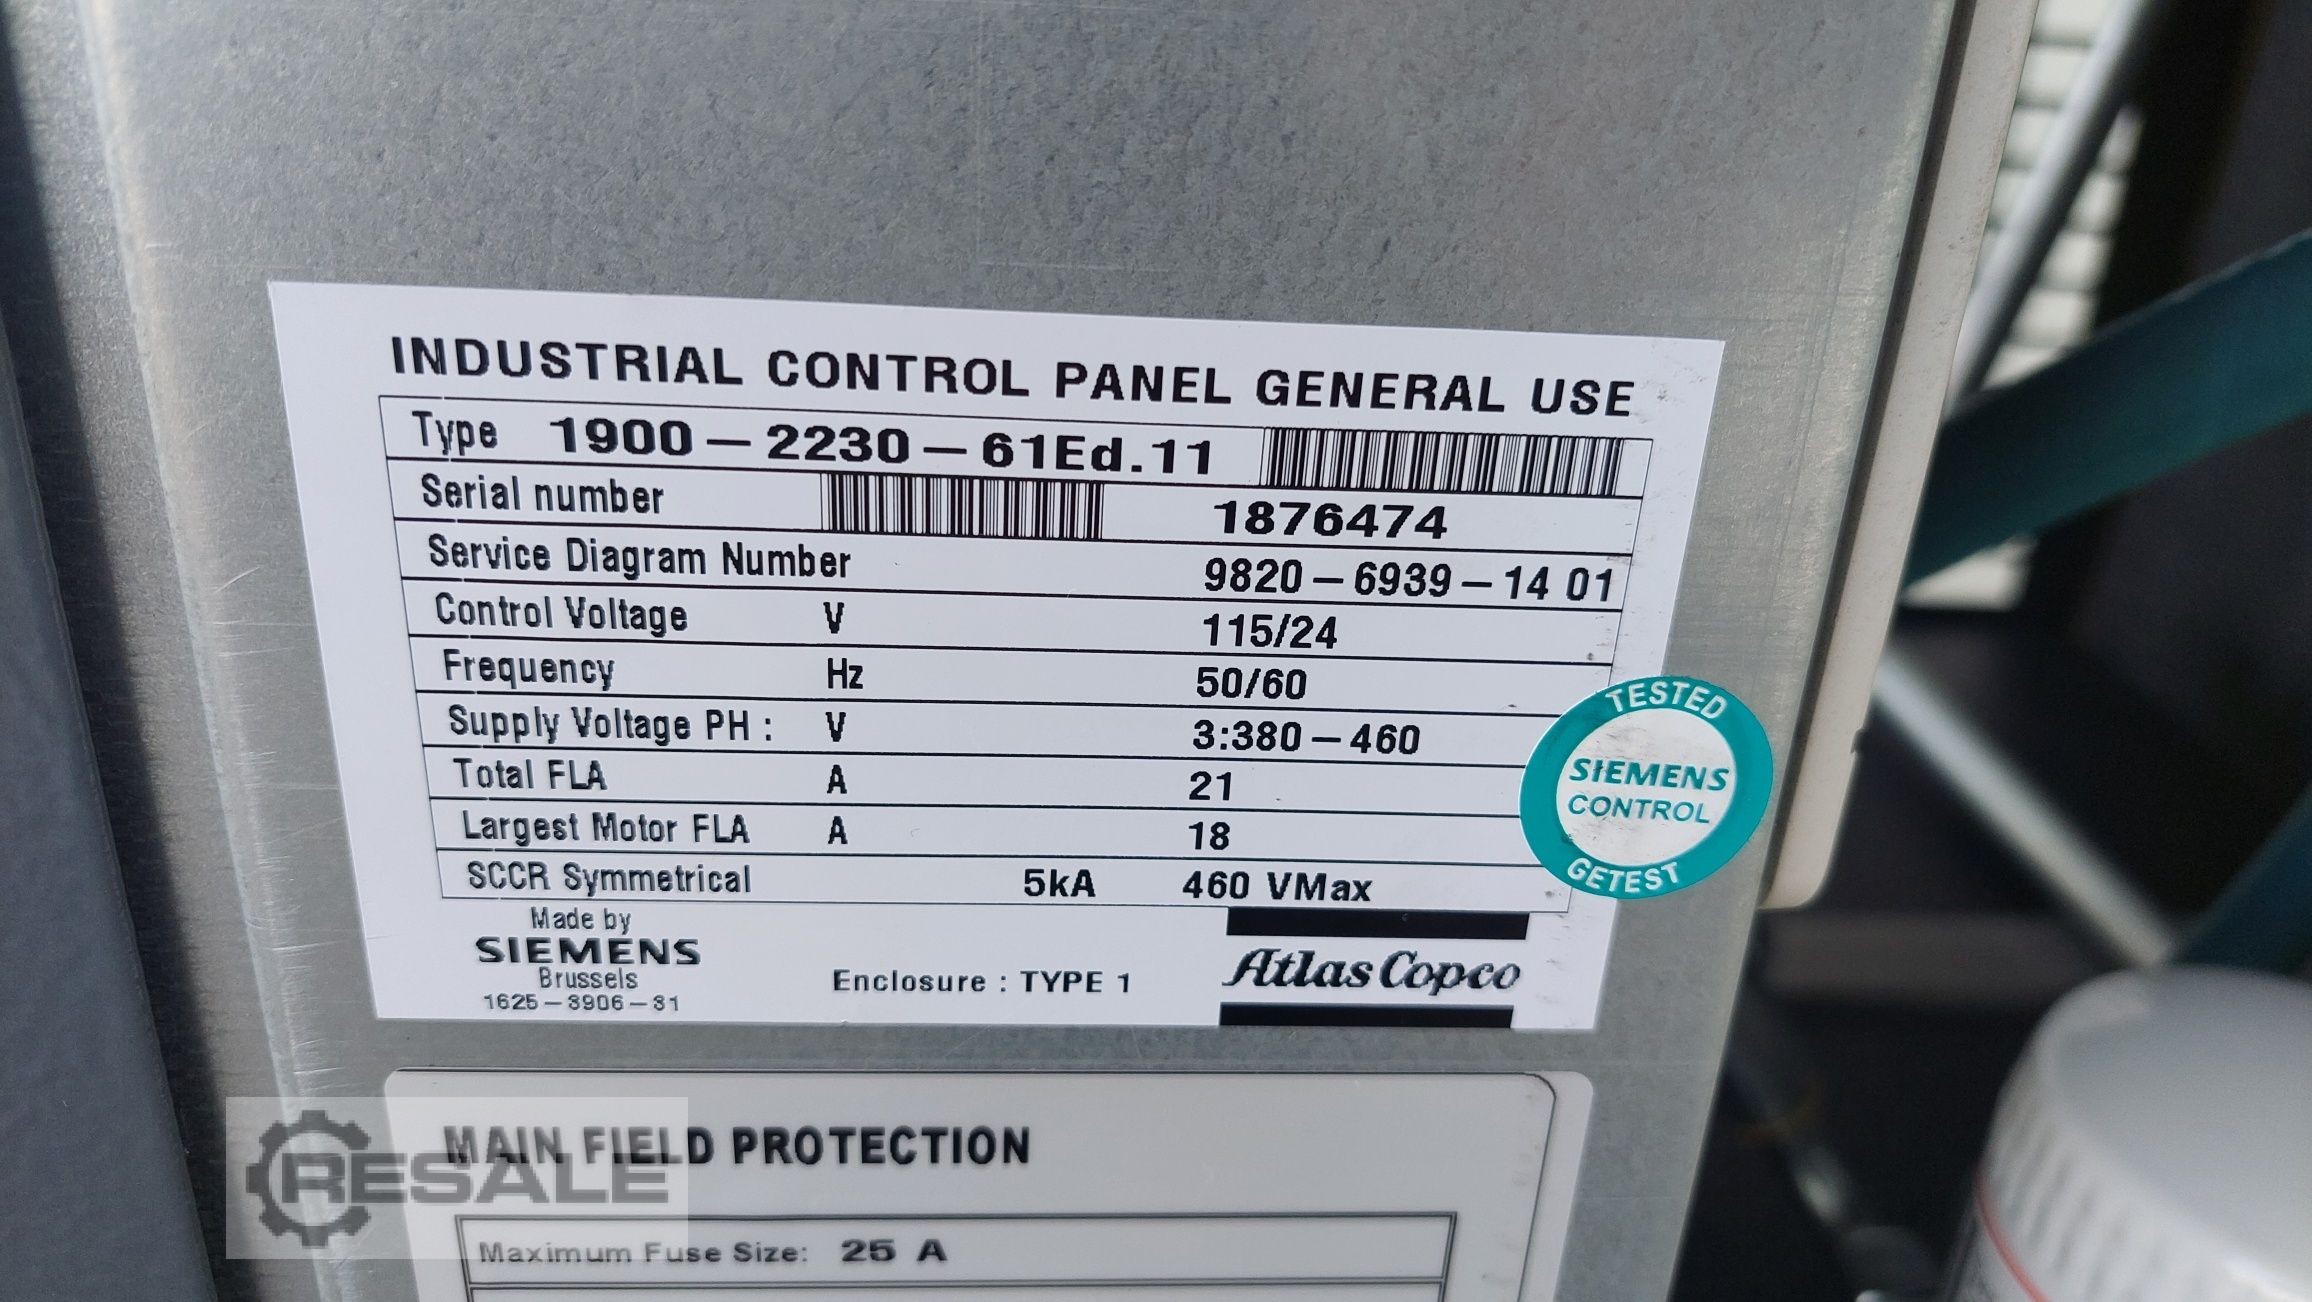 INDUSTRIAL CONTROL PANEL GENERAL USE
Type 1900-2230-61Ed.11
Serial number 1876474
Service Diagram Number 9820-6939-14 01
Control Voltage V 115/24
Frequency Hz 50/60
Supply Voltage PH : V 3:380-460
Total FLA A 21
Largest Motor FLA A 18
SCCR Symmetrical 5kA 460 VMax
Made by
SIEMENS
Brussels
1625-3906-31
Enclosure : TYPE 1
Atlas Copco
TESTED
SIEMENS
CONTROL
GETEST
MAIN FIELD PROTECTION
RESALE
Maximum Fuse Size: 25 A